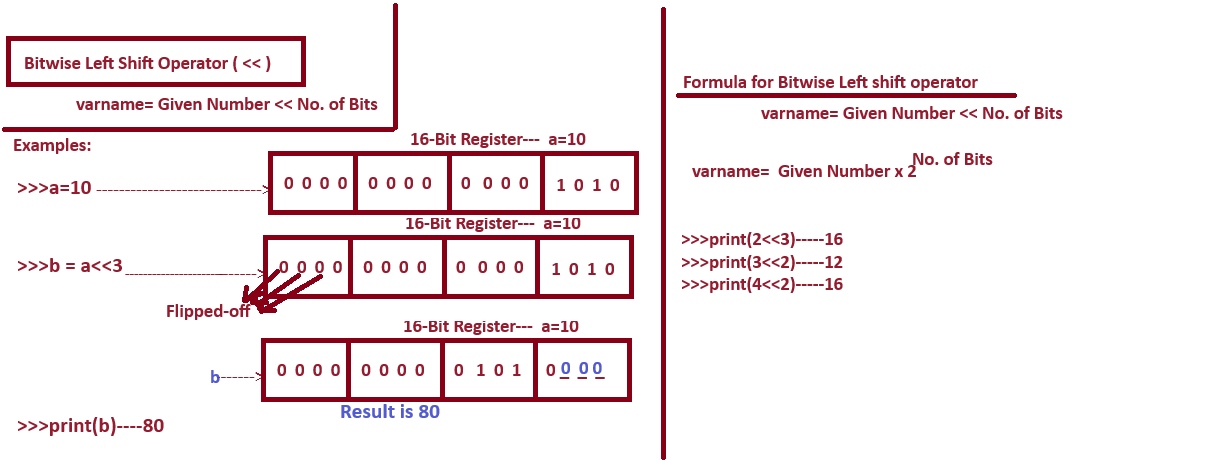 Bitwise Left Shift Operator ( << )
varname= Given Number << No. of Bits
Examples:
16-Bit Register--- a=10
>>>a=10 ------------------------------>
0 0 0 0 0 0 0 0 0 0 0 0 1 0 1 0
16-Bit Register--- a=10
>>>b = a<<3 ----------------------->
0 0 0 0 0 0 0 0 0 0 0 0 1 0 1 0
Flipped-off
16-Bit Register--- a=10
b------>
0 0 0 0 0 0 0 0 0 1 0 1 0 0 0 0
Result is 80
>>>print(b)----80
Formula for Bitwise Left shift operator
varname= Given Number << No. of Bits
No. of Bits
varname= Given Number x 2
>>>print(2<<3)-----16
>>>print(3<<2)-----12
>>>print(4<<2)-----16